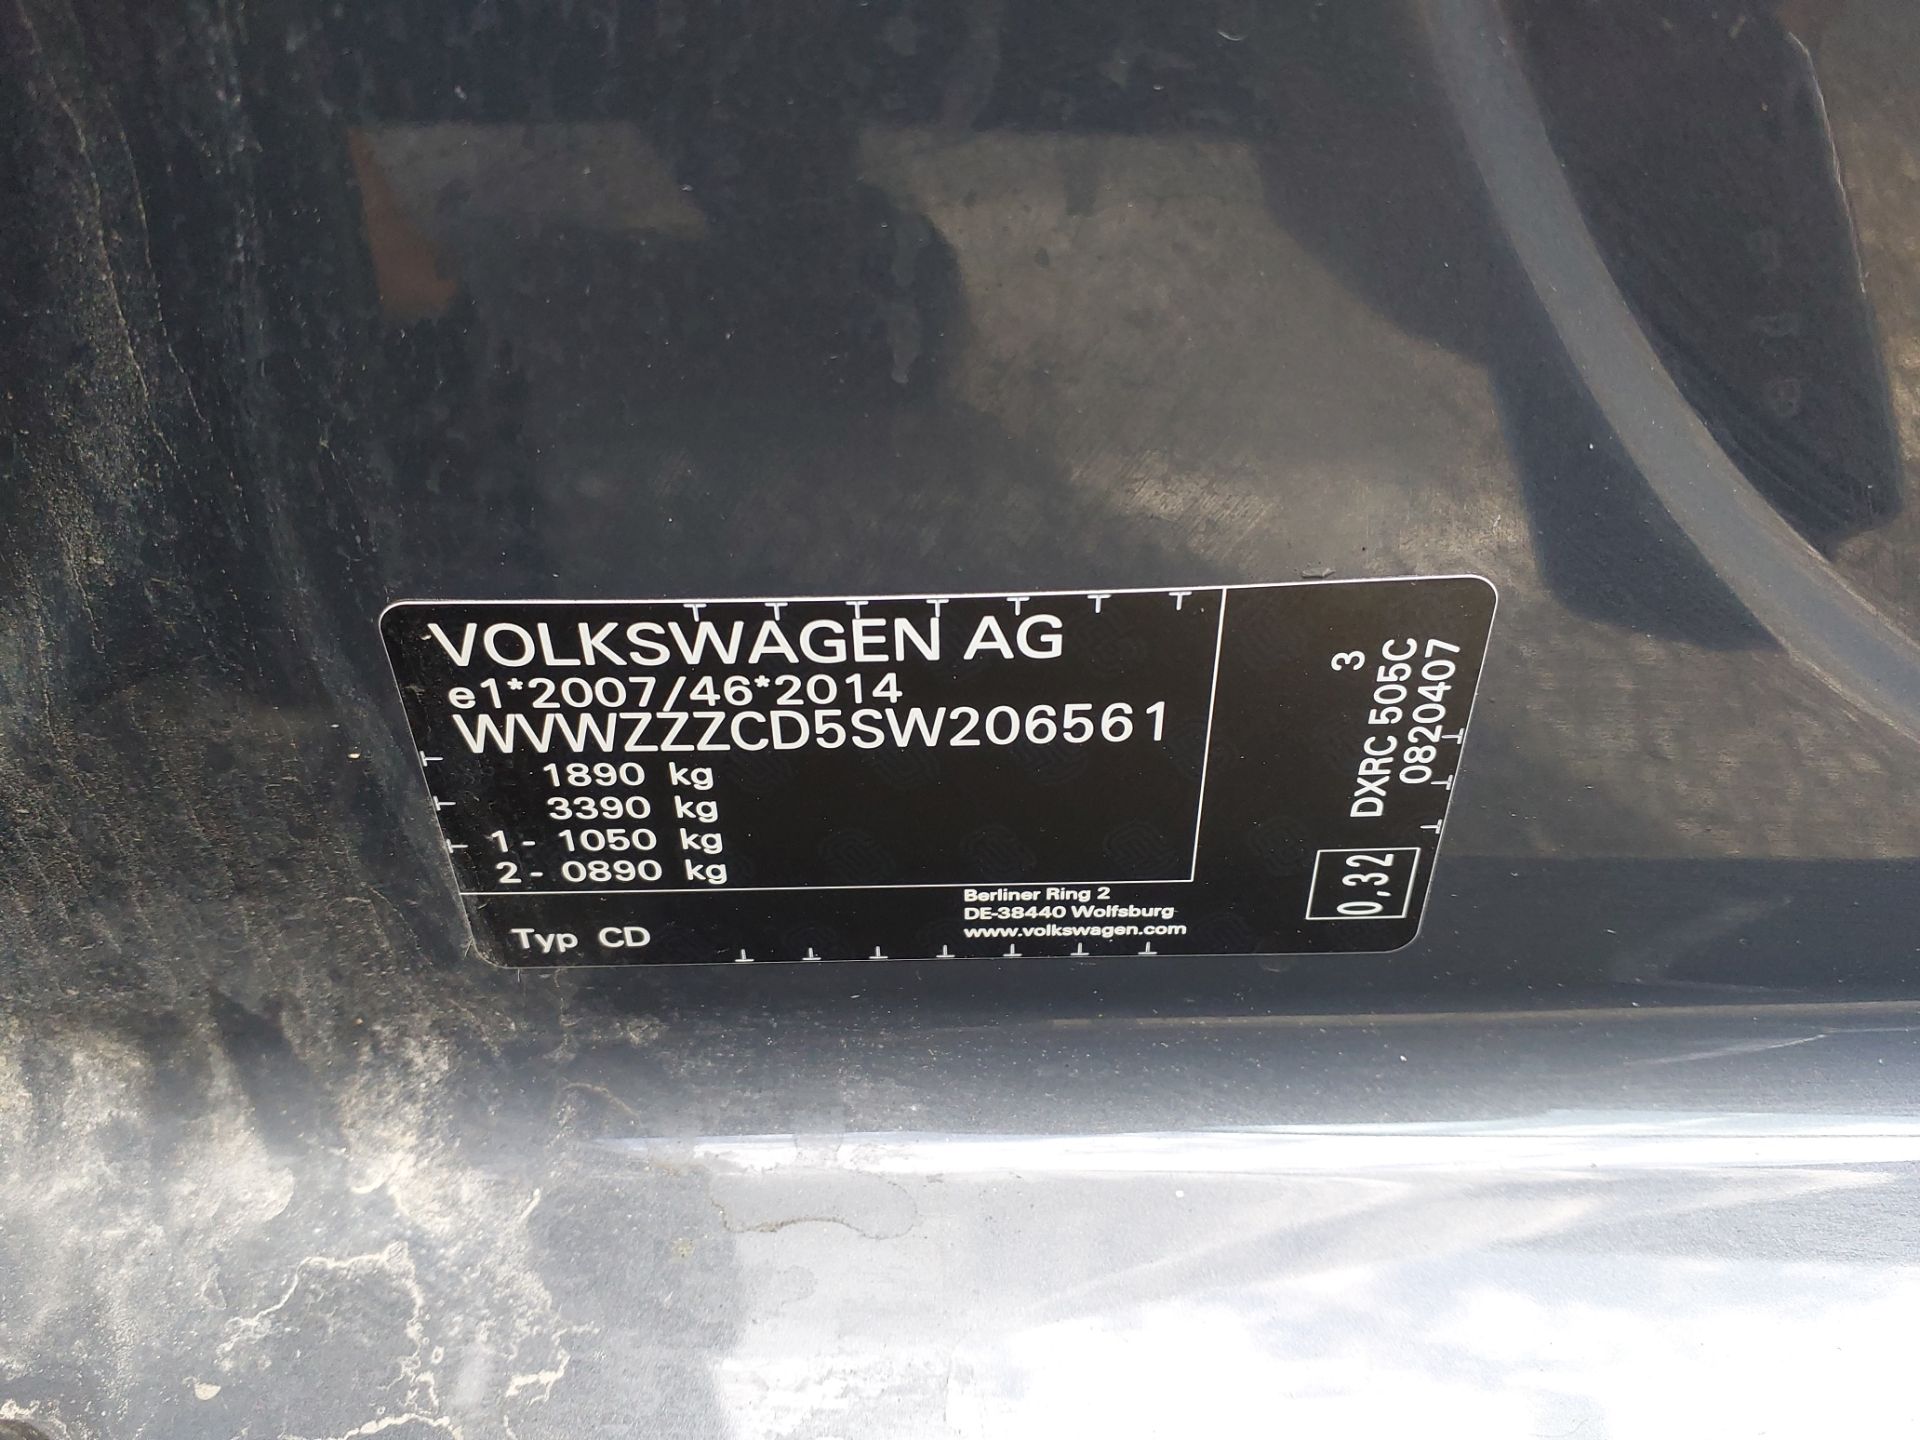 VOLKSWAGEN AG
e1*2007/46*2014
WVWZZZCD5SW206561
1890 kg
3390 kg
1 - 1050 kg
2 - 0890 kg
Typ CD
Berliner Ring 2
DE-38440 Wolfsburg
www.volkswagen.com
3
DXRC 505C
0820407
0,32